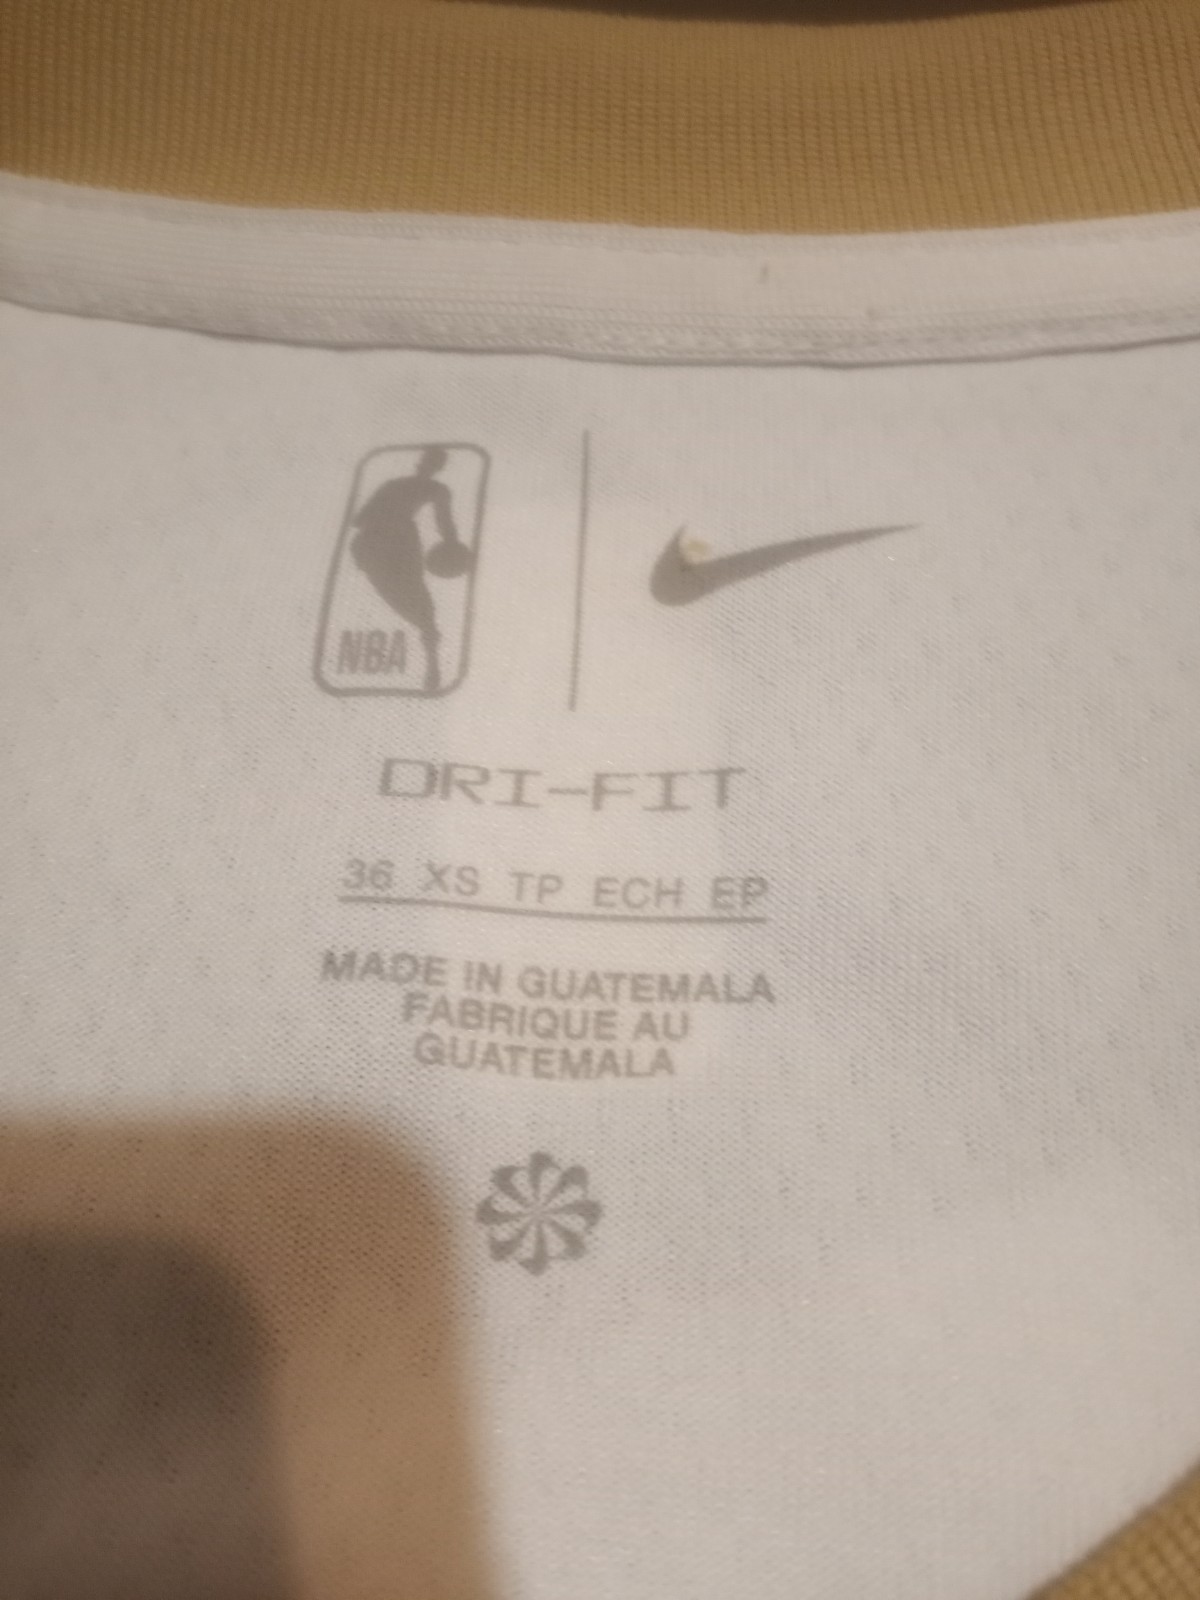 NBA
DRI-FIT
36 XS TP ECH EP
MADE IN GUATEMALA
FABRIQUE AU
GUATEMALA